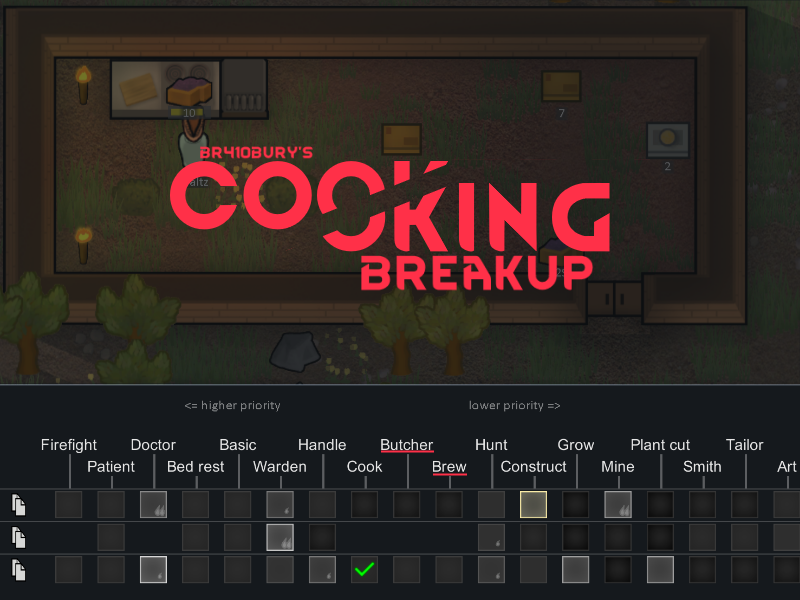 10
7
2
BR410BURY'S
COOKING
BREAKUP
<= higher priority
lower priority =>
Firefight Doctor Basic Handle Butcher Hunt Grow Plant cut Tailor
Patient Bed rest Warden Cook Brew Construct Mine Smith Art